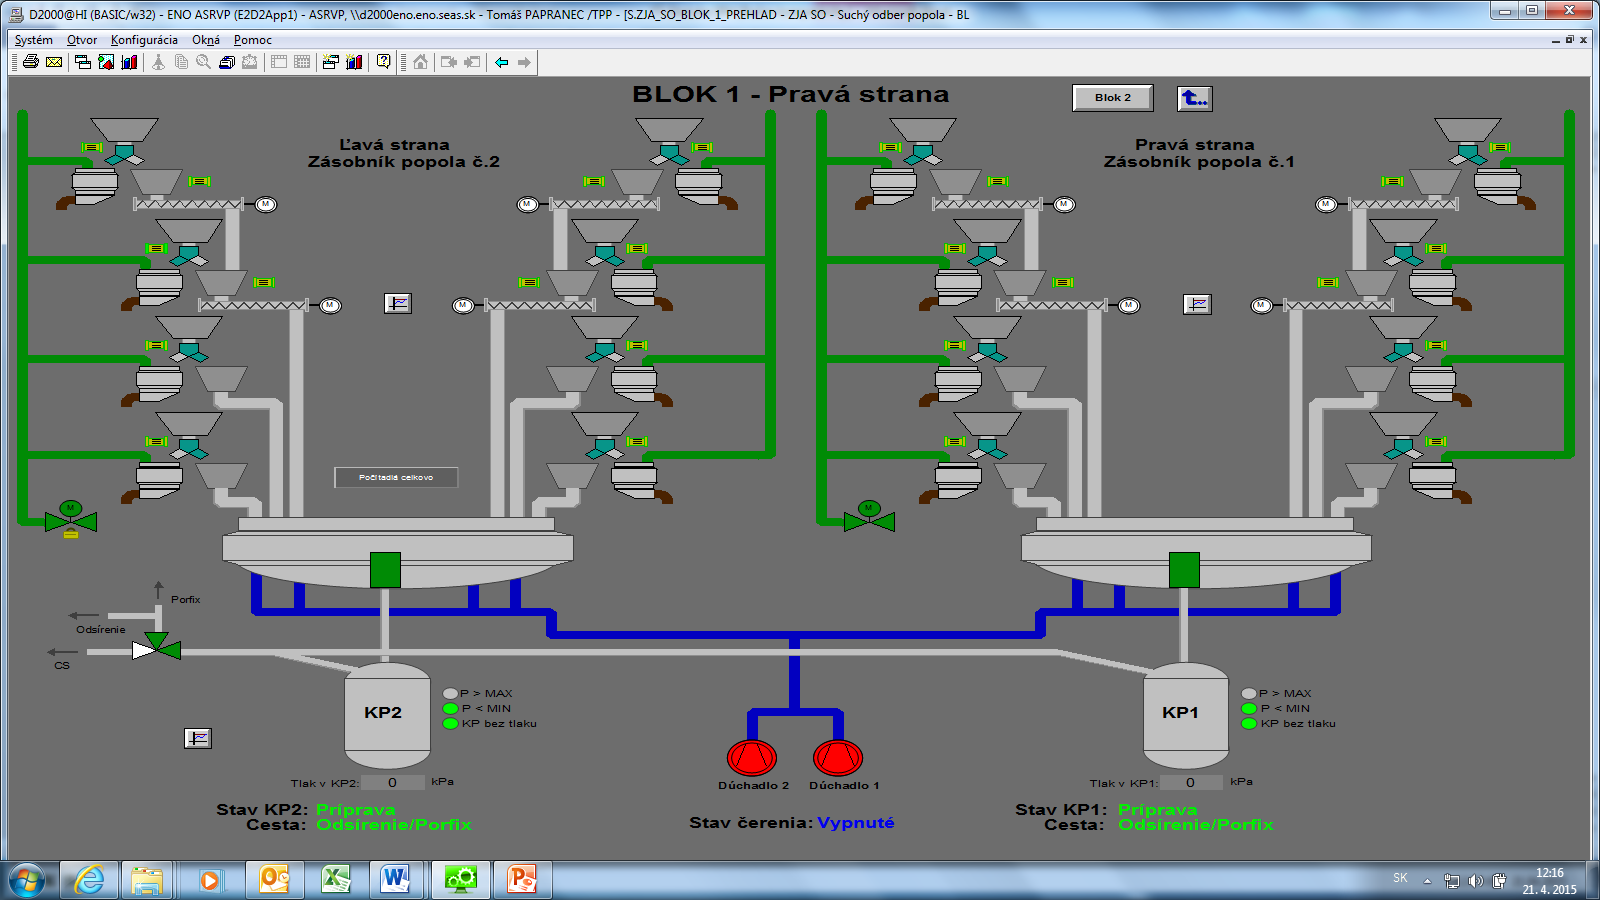 D2000@HI (BASIC/w32) - ENO ASRVP (E2D2App1) - ASRVP, \\d2000eno.eno.seas.sk - Tomáš PAPRANEC /TPP - [S.ZJA_SO_BLOK_1_PREHLAD - ZJA SO - Suchý odber popola - BL
Systém Otvor Konfigurácia Okná Pomoc
BLOK 1 - Pravá strana
Blok 2
Ľavá strana
Zásobník popola č.2
Pravá strana
Zásobník popola č.1
M M M M
M M M M
Počítadlá celkovo
M M
Porfix
Odsírenie
CS
KP2
P > MAX
P < MIN
KP bez tlaku
KP1
P > MAX
P < MIN
KP bez tlaku
Dúchadlo 2 Dúchadlo 1
Tlak v KP2: 0 kPa
Tlak v KP1: 0 kPa
Stav KP2: Príprava
Cesta: Odsírenie/Porfix
Stav čerenia: Vypnuté
Stav KP1: Príprava
Cesta: Odsírenie/Porfix
SK
12:16
21. 4. 2015